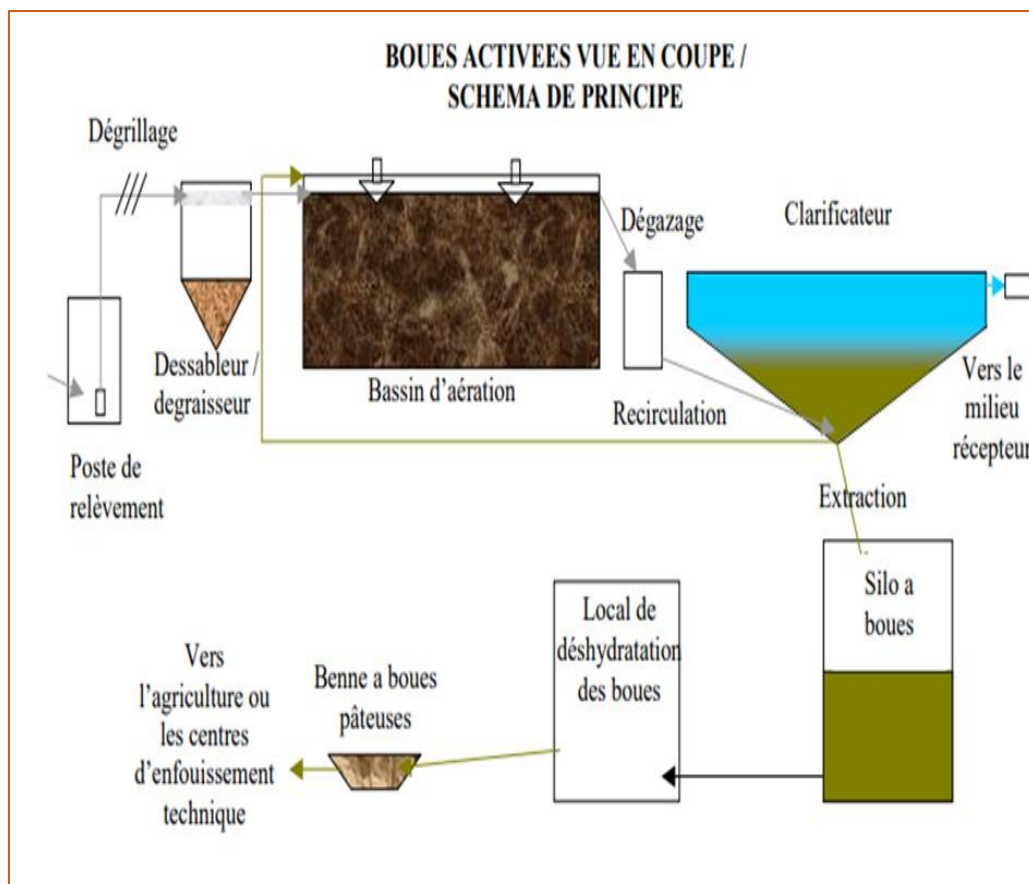 BOUES ACTIVEES VUE EN COUPE /
SCHEMA DE PRINCIPE
Dégrillage
Dégazage
Clarificateur
Dessableur /
degraisseur
Bassin d'aération
Recirculation
Vers le
milieu
récepteur
Poste de
relèvement
Extraction
Silo a
boues
Local de
déshydratation
des boues
Benne a boues
pâteuses
Vers
l'agriculture ou
les centres
d'enfouissement
technique